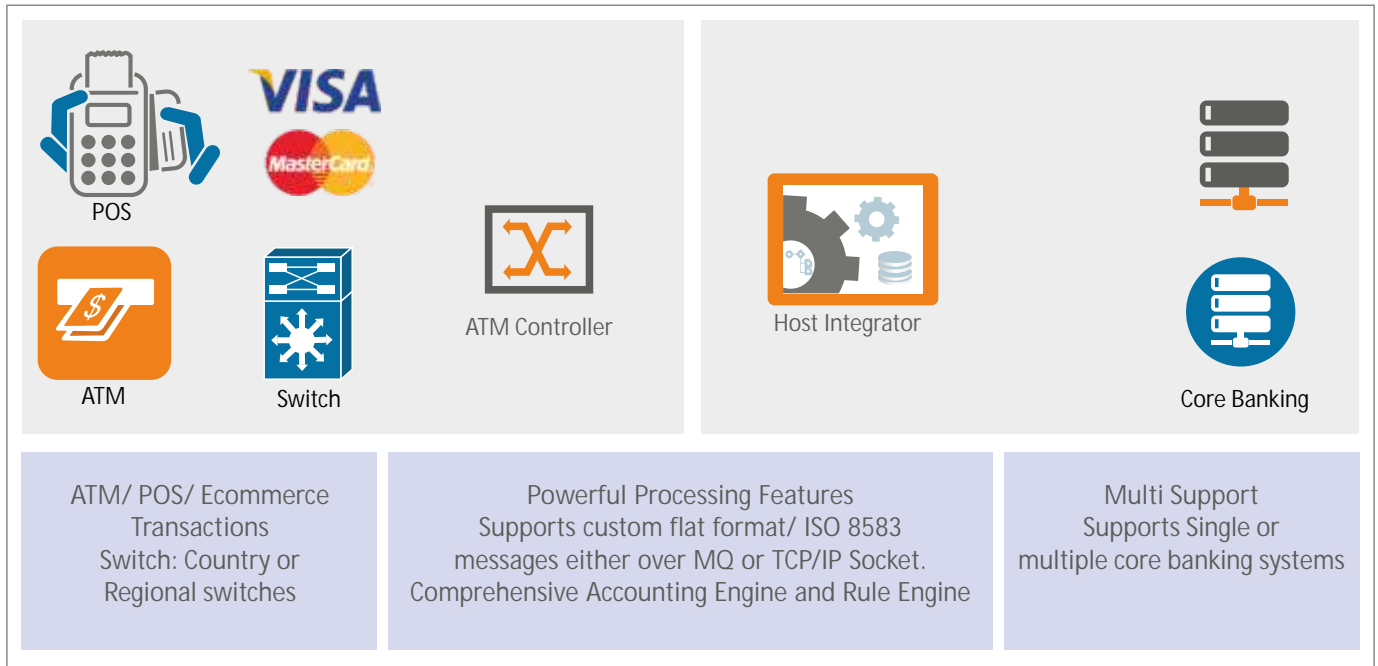 VISA
MasterCard
POS
$
ATM
Switch
ATM Controller
Host Integrator
B
Core Banking
ATM/ POS/ Ecommerce
Transactions
Switch: Country or
Regional switches
Powerful Processing Features
Supports custom flat format/ ISO 8583
messages either over MQ or TCP/IP Socket.
Comprehensive Accounting Engine and Rule Engine
Multi Support
Supports Single or
multiple core banking systems